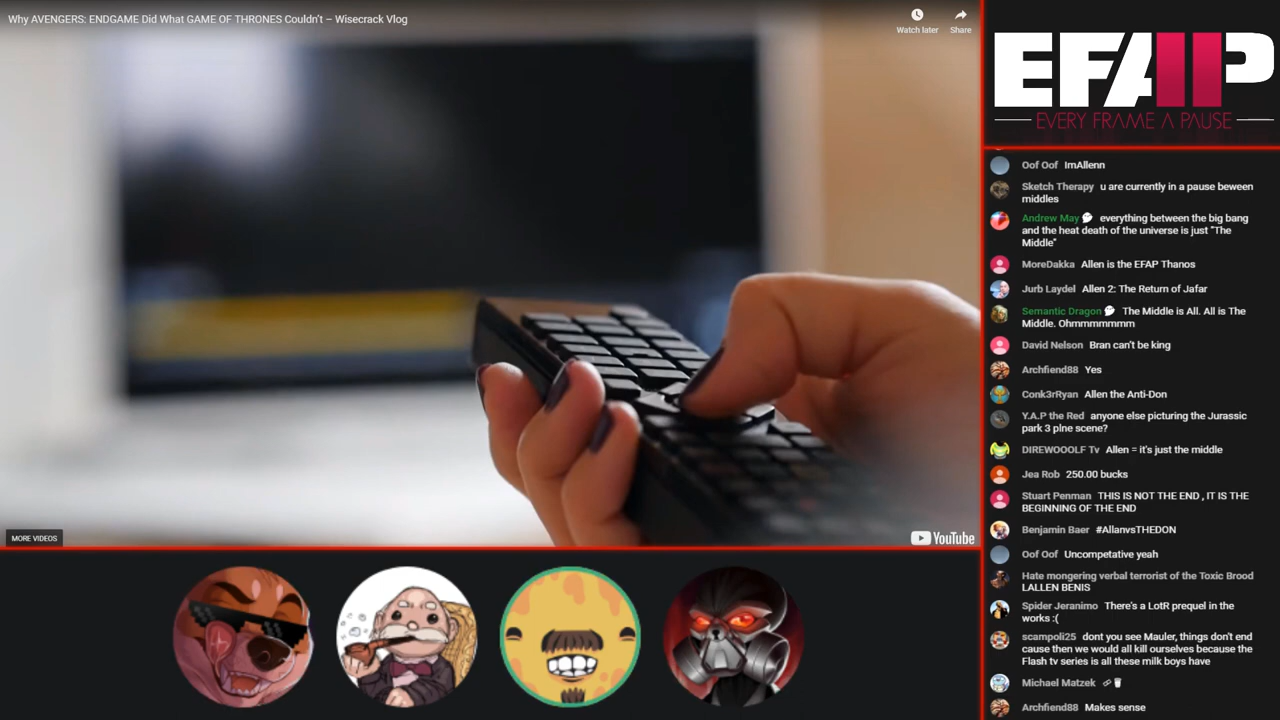 Why AVENGERS: ENDGAME Did What GAME OF THRONES Couldn't – Wisecrack Vlog
Watch later
Share
MORE VIDEOS
YouTube
EFAP
EVERY FRAME A PAUSE
Oof Oof ImAllenn
Sketch Therapy u are currently in a pause beween
middles
Andrew May everything between the big bang
and the heat death of the universe is just "The
Middle"
MoreDakka Allen is the EFAP Thanos
Jurb Laydel Allen 2: The Return of Jafar
Semantic Dragon The Middle is All. All is The
Middle. Ohmmmmmmm
David Nelson Bran can't be king
Archfiend88 Yes
Conk3rRyan Allen the Anti-Don
Y.A.P the Red anyone else picturing the Jurassic
park 3 plne scene?
DIREWOOOLF Tv Allen = it's just the middle
Jea Rob 250.00 bucks
Stuart Penman THIS IS NOT THE END , IT IS THE
BEGINNING OF THE END
Benjamin Baer #AllanvsTHEDON
Oof Oof Uncompetative yeah
Hate mongering verbal terrorist of the Toxic Brood
LALLEN BENIS
Spider Jeranimo There's a LotR prequel in the
works :(
scampoli25 dont you see Mauler, things don't end
cause then we would all kill ourselves because the
Flash tv series is all these milk boys have
Michael Matzek
Archfiend88 Makes sense